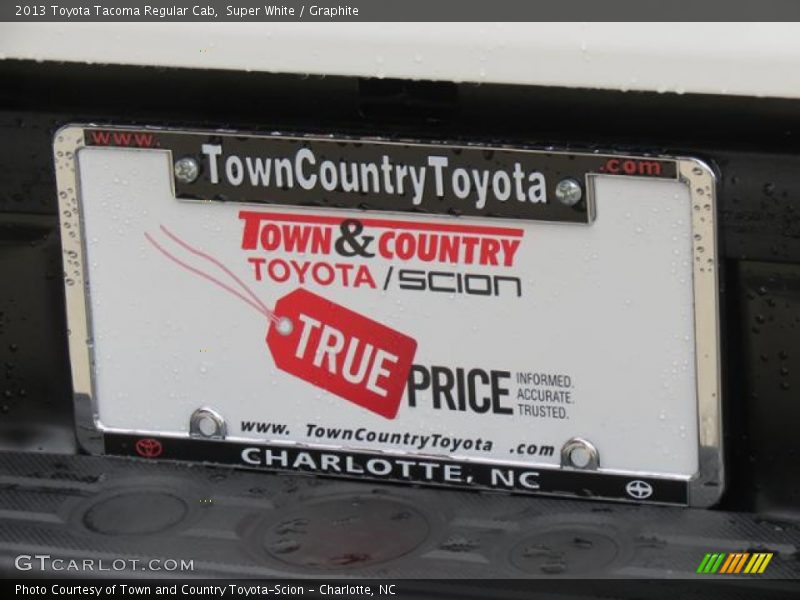 2013 Toyota Tacoma Regular Cab, Super White / Graphite
www. .com
TownCountryToyota
TOWN & COUNTRY
TOYOTA / SCION
TRUE
PRICE
INFORMED.
ACCURATE.
TRUSTED.
www. TownCountryToyota .com
CHARLOTTE, NC
GTCARLOT.COM
Photo Courtesy of Town and Country Toyota-Scion - Charlotte, NC